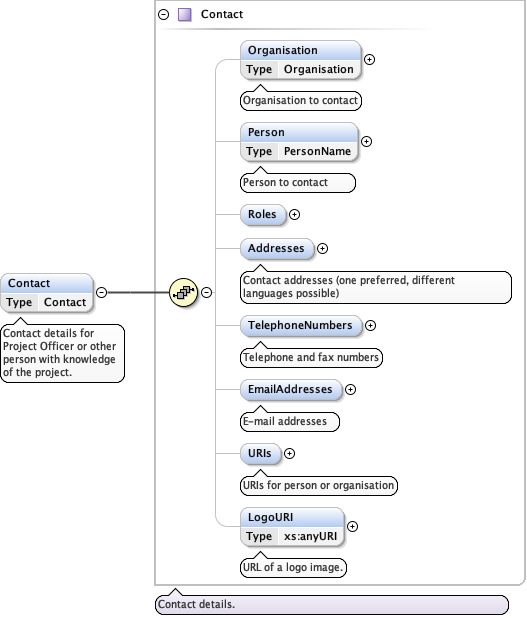 Contact
Organisation
Type Organisation
Organisation to contact
Person
Type PersonName
Person to contact
Roles
Addresses
Contact addresses (one preferred, different
languages possible)
Contact
Type Contact
Contact details for
Project Officer or other
person with knowledge
of the project.
TelephoneNumbers
Telephone and fax numbers
EmailAddresses
E-mail addresses
URIs
URIs for person or organisation
LogoURI
Type xs:anyURI
URL of a logo image.
Contact details.